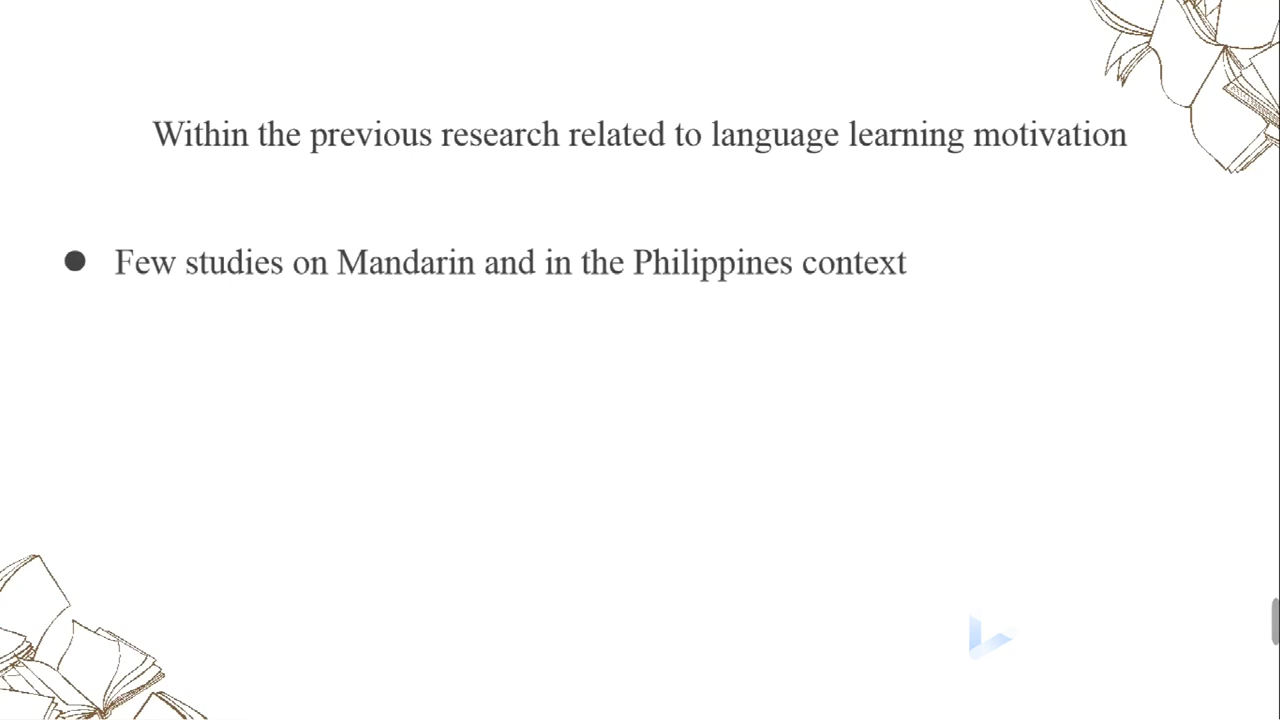 Within the previous research related to language learning motivation
● Few studies on Mandarin and in the Philippines context